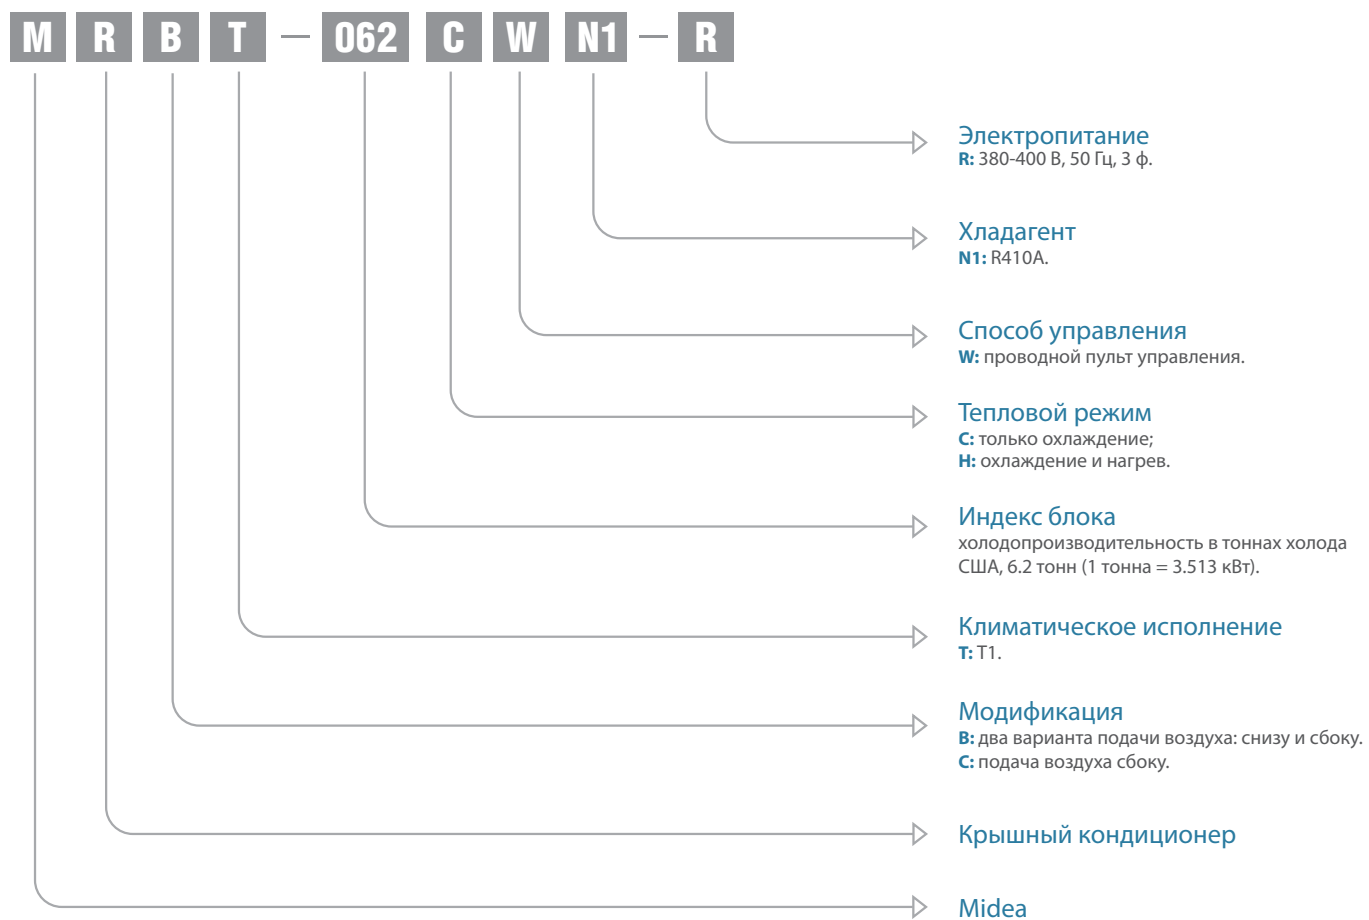 M R B T — 062 C W N1 — R
Электропитание
R: 380-400 В, 50 Гц, 3 ф.
Хладагент
N1: R410A.
Способ управления
W: проводной пульт управления.
Тепловой режим
C: только охлаждение;
H: охлаждение и нагрев.
Индекс блока
холодопроизводительность в тоннах холода
США, 6.2 тонн (1 тонна = 3.513 кВт).
Климатическое исполнение
T: T1.
Модификация
B: два варианта подачи воздуха: снизу и сбоку.
C: подача воздуха сбоку.
Крышный кондиционер
Midea